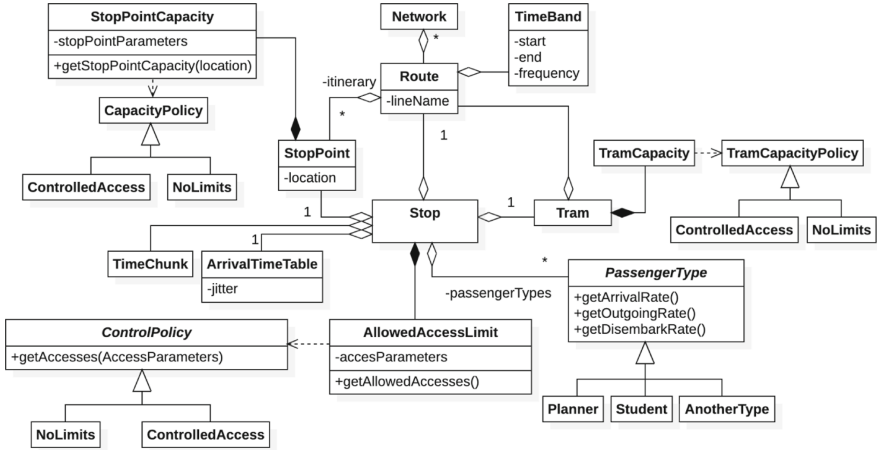 StopPointCapacity
-stopPointParameters
+getStopPointCapacity(location)
Network
*
TimeBand
-start
-end
-frequency
Route
-lineName
-itinerary
*
1
CapacityPolicy
ControlledAccess
NoLimits
StopPoint
-location
TramCapacity
TramCapacityPolicy
ControlledAccess
NoLimits
1
Stop
1
Tram
TimeChunk
1
ArrivalTimeTable
-jitter
*
-passengerTypes
PassengerType
+getArrivalRate()
+getOutgoingRate()
+getDisembarkRate()
ControlPolicy
+getAccesses(AccessParameters)
AllowedAccessLimit
-accesParameters
+getAllowedAccesses()
NoLimits
ControlledAccess
Planner
Student
AnotherType